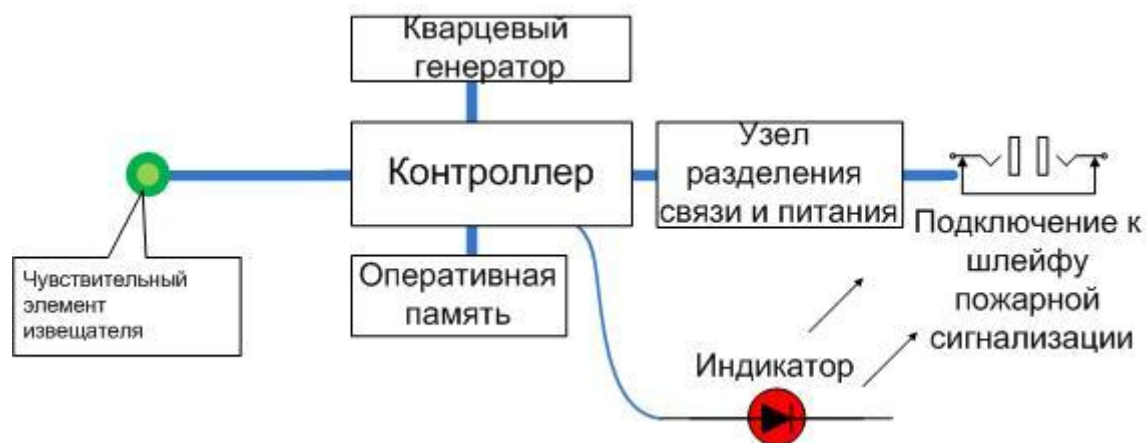 Кварцевый
генератор
Контроллер
Узел
разделения
связи и питания
Подключение к
шлейфу
пожарной
сигнализации
Чувствительный
элемент
извещателя
Оперативная
память
Индикатор